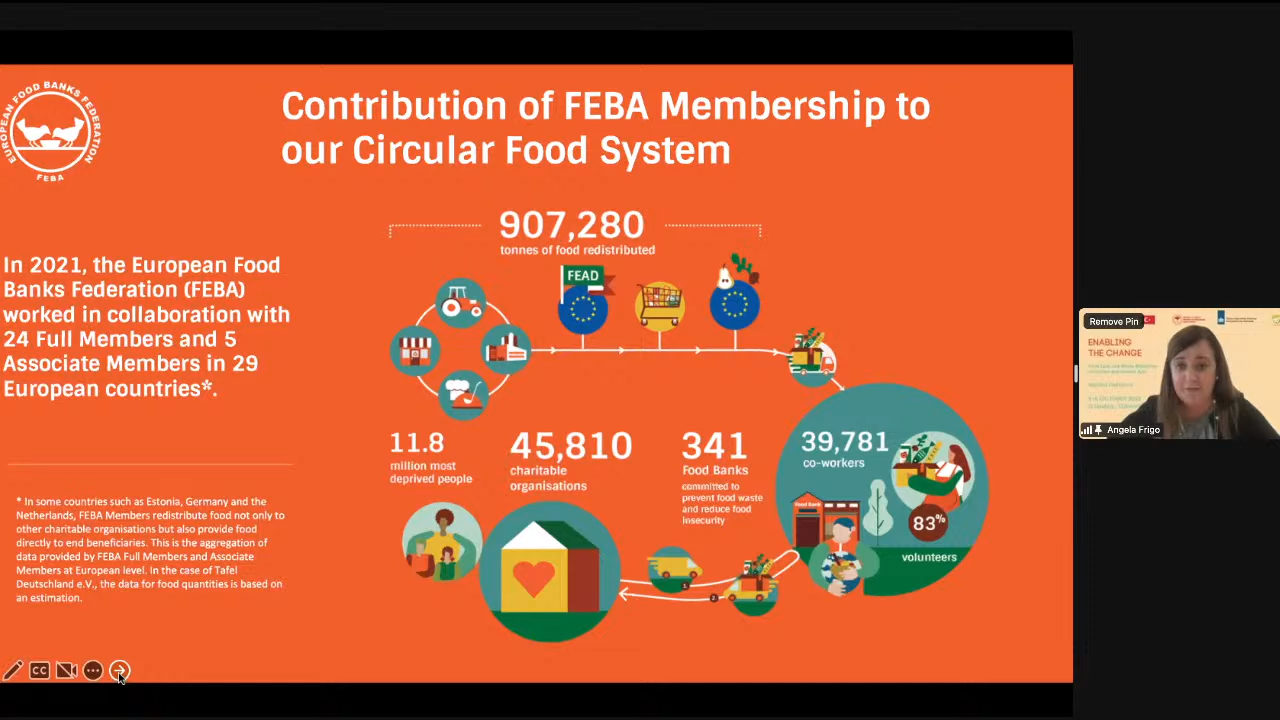 EUROPEAN FOOD BANKS FEDERATION
FEBA
Contribution of FEBA Membership to
our Circular Food System
In 2021, the European Food
Banks Federation (FEBA)
worked in collaboration with
24 Full Members and 5
Associate Members in 29
European countries*.
* In some countries such as Estonia, Germany and the
Netherlands, FEBA Members redistribute food not only to
other charitable organisations but also provide food
directly to end beneficiaries. This is the aggregation of
data provided by FEBA Full Members and Associate
Members at European level. In the case of Tafel
Deutschland e.V., the data for food quantities is based on
an estimation.
907,280
tonnes of food redistributed
FEAD
11.8
million most
deprived people
45,810
charitable
organisations
341
Food Banks
committed to
prevent food waste
and reduce food
insecurity
39,781
co-workers
Food Bank
83%
volunteers
1
2
CC
Remove Pin
ENABLING
THE CHANGE
Angela Frigo